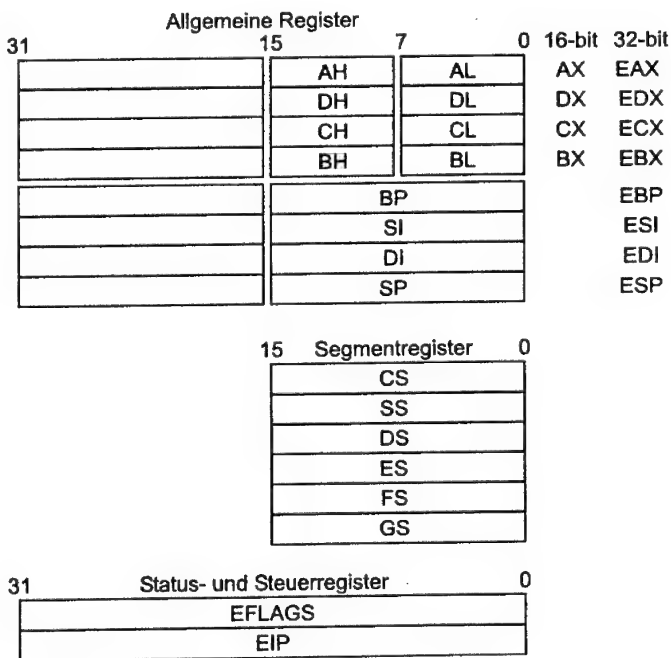 Allgemeine Register
31 15 7 0 16-bit 32-bit
AH AL AX EAX
DH DL DX EDX
CH CL CX ECX
BH BL BX EBX
BP EBP
SI ESI
DI EDI
SP ESP
15 Segmentregister 0
CS
SS
DS
ES
FS
GS
31 Status- und Steuerregister 0
EFLAGS
EIP